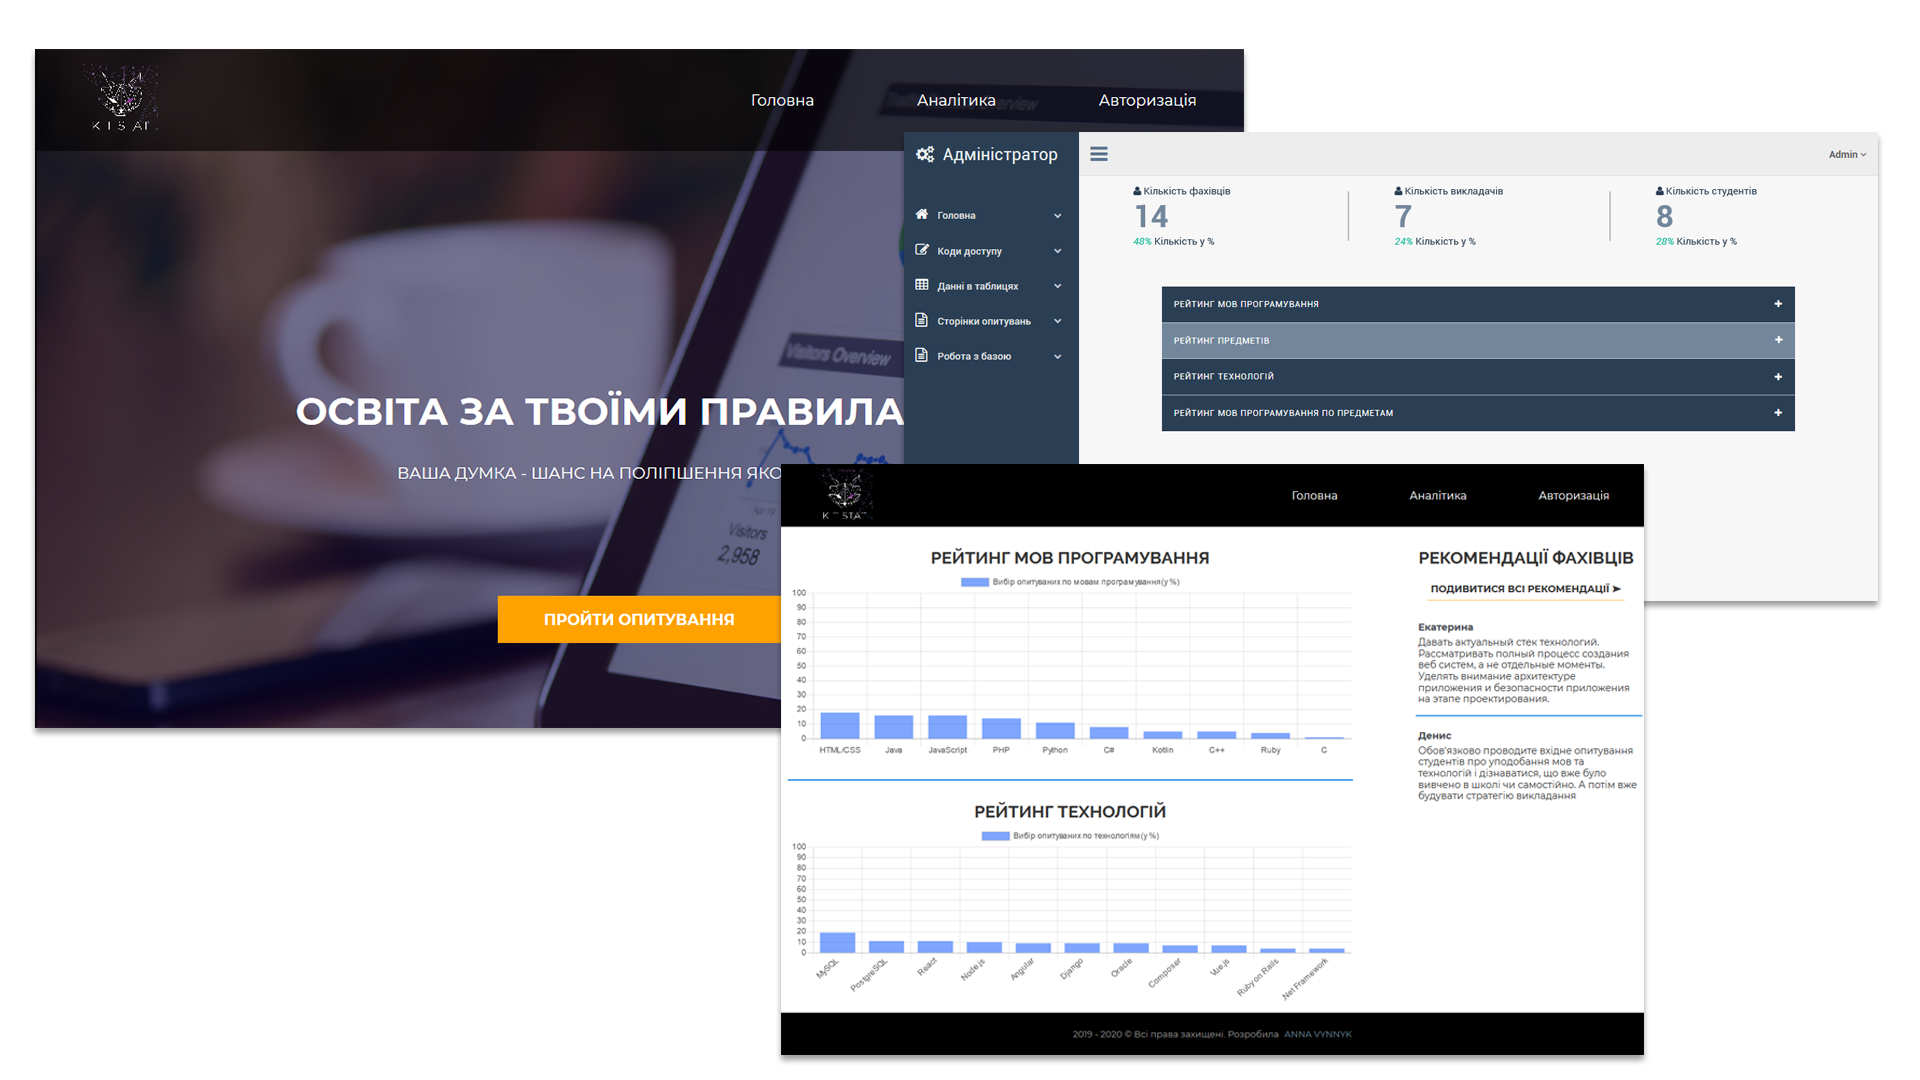 Головна
Аналітика
Авторизація
Visitors Overview
ОСВІТА ЗА ТВОЇМИ ПРАВИЛА
ВАША ДУМКА - ШАНС НА ПОЛІПШЕННЯ ЯКО
Apr 19
Visitors
2,958
ПРОЙТИ ОПИТУВАННЯ
Адміністратор
Admin
Головна
Коди доступу
Данні в таблицях
Сторінки опитувань
Робота з базою
Кількість фахівців
14
48% Кількість у %
Кількість викладачів
7
24% Кількість у %
Кількість студентів
8
28% Кількість у %
РЕЙТИНГ МОВ ПРОГРАМУВАННЯ
РЕЙТИНГ ПРЕДМЕТІВ
РЕЙТИНГ ТЕХНОЛОГІЙ
РЕЙТИНГ МОВ ПРОГРАМУВАННЯ ПО ПРЕДМЕТАМ
Головна
Аналітика
Авторизація
РЕЙТИНГ МОВ ПРОГРАМУВАННЯ
Вибір опитуваних по мовам програмування(у %)
100
90
80
70
60
50
40
30
20
10
0
HTML/CSS
Java
JavaScript
PHP
Python
C#
Kotlin
C++
Ruby
C
РЕЙТИНГ ТЕХНОЛОГІЙ
Вибір опитуваних по технологіям(у %)
100
90
80
70
60
50
40
30
20
10
0
MySQL
PostgreSQL
React
Node.js
Angular
Django
Oracle
Composer
Vue.js
Ruby on Rails
.Net Framework
РЕКОМЕНДАЦІЇ ФАХІВЦІВ
ПОДИВИТИСЯ ВСІ РЕКОМЕНДАЦІЇ ➤
Екатерина
Давать актуальный стек технологий.
Рассматривать полный процесс создания
веб систем, а не отдельные моменты.
Уделять внимание архитектуре
приложения и безопасности приложения
на этапе проектирования.
Денис
Обов'язково проводите вхідне опитування
студентів про уподобання мов та
технологій і дізнаватися, що вже було
вивчено в школі чи самостійно. А потім вже
будувати стратегію викладання
2019 - 2020 © Всі права захищені. Розробила ANNA VYNNYK